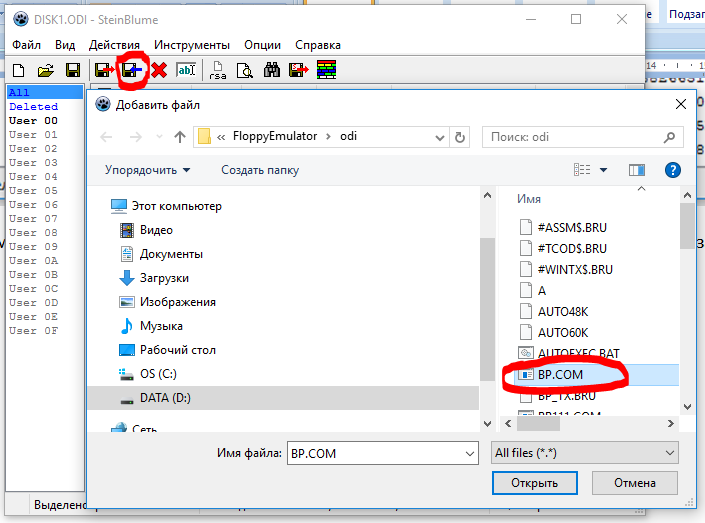 DISK1.ODI - SteinBlume
Файл Вид Действия Инструменты Опции Справка
All
Deleted
User 00
User 01
User 02
User 03
User 04
User 05
User 06
User 07
User 08
User 09
User 0A
User 0B
User 0C
User 0D
User 0E
User 0F
Добавить файл
« FloppyEmulator › odi
Поиск: odi
Упорядочить
Создать папку
Этот компьютер
Видео
Документы
Загрузки
Изображения
Музыка
Рабочий стол
OS (C:)
DATA (D:)
Сеть
Имя
#ASSM$.BRU
#TCOD$.BRU
#WINTX$.BRU
A
AUTO48K
AUTO60K
AUTOEXEC.BAT
BP.COM
BP_TX.BRU
BP111.COM
Имя файла: BP.COM
All files (*.*)
Открыть
Отмена